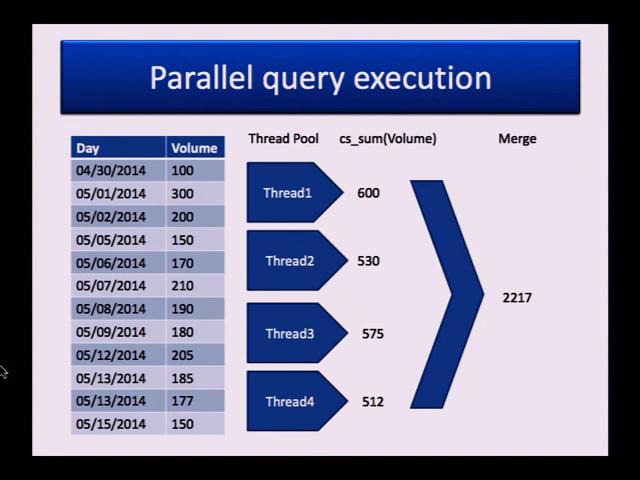 Parallel query execution
Day Volume
04/30/2014 100
05/01/2014 300
05/02/2014 200
05/05/2014 150
05/06/2014 170
05/07/2014 210
05/08/2014 190
05/09/2014 180
05/12/2014 205
05/13/2014 185
05/13/2014 177
05/15/2014 150
Thread Pool cs_sum(Volume) Merge
Thread1 600
Thread2 530
Thread3 575
Thread4 512
2217